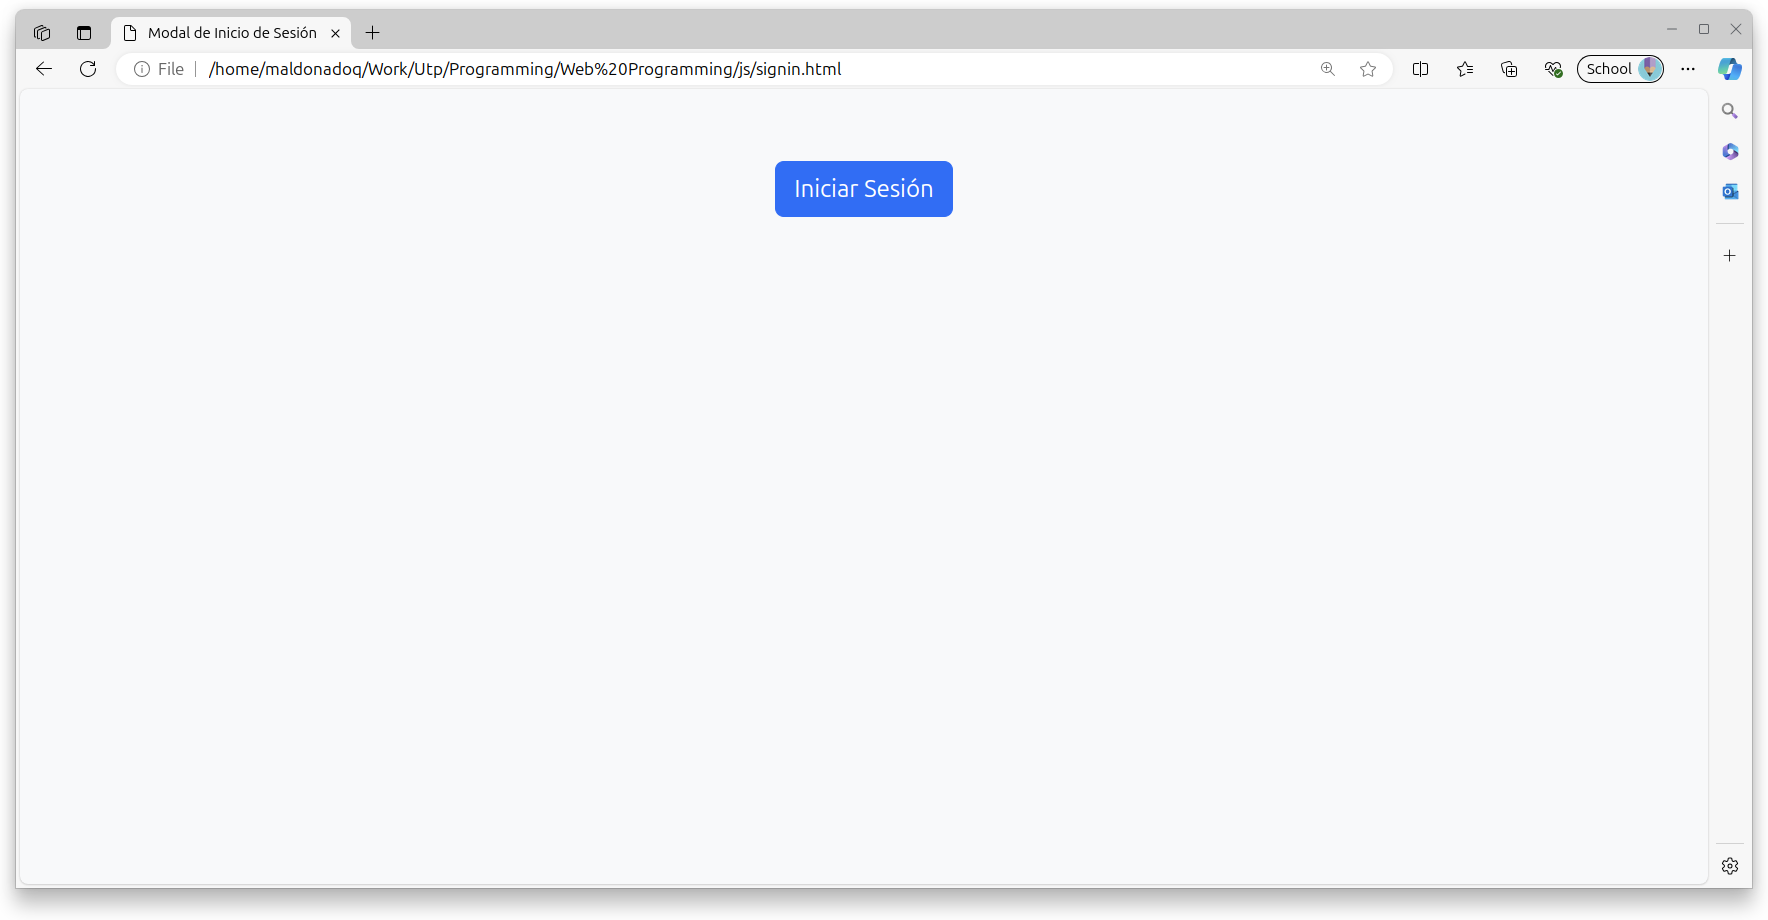 Modal de Inicio de Sesión
File
/home/maldonadoq/Work/Utp/Programming/Web%20Programming/js/signin.html
School
Iniciar Sesión